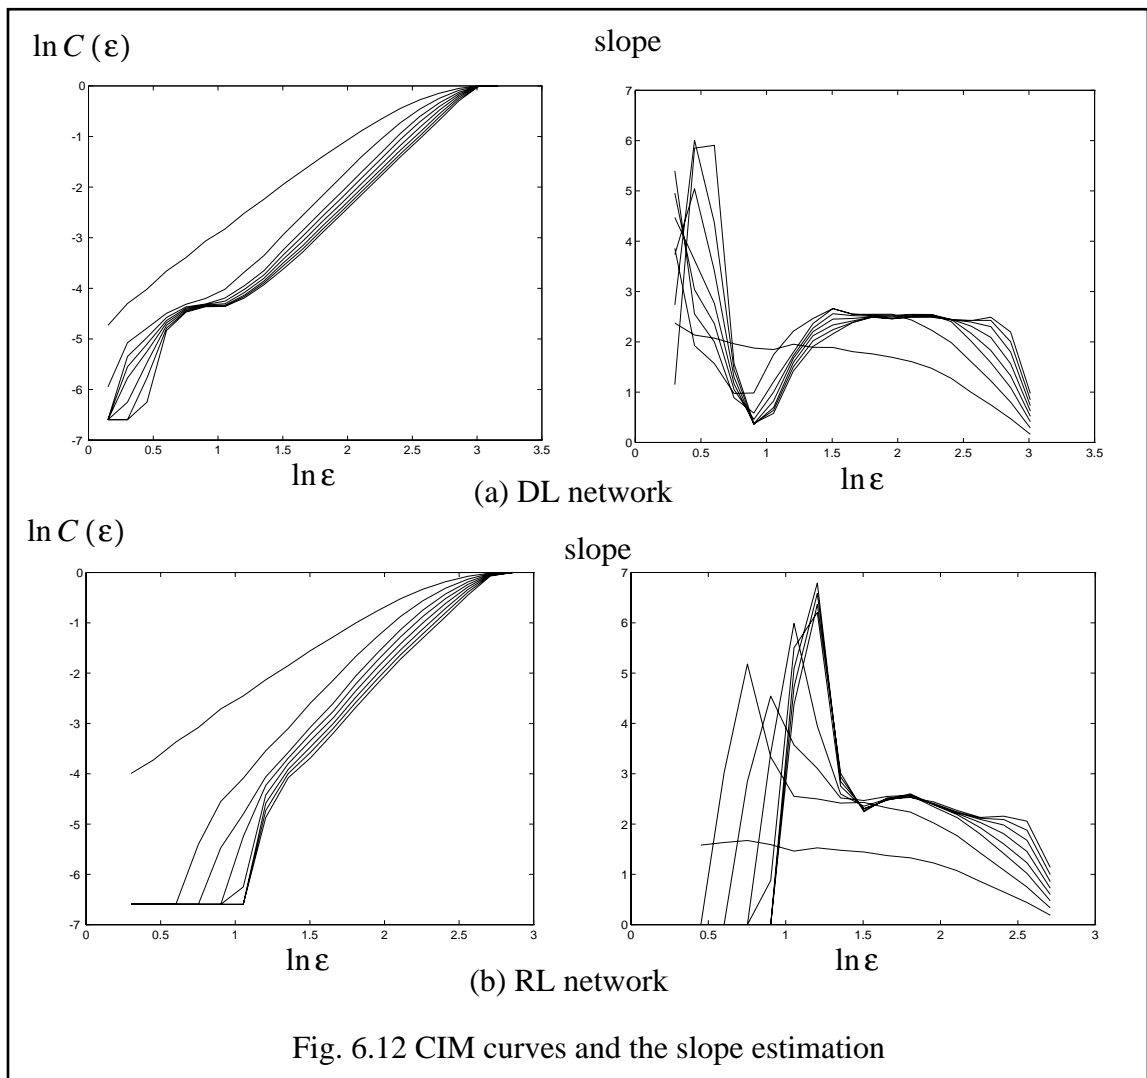 ln C (ε)
slope
0
-1
-2
-3
-4
-5
-6
-7
0 0.5 1 1.5 2 2.5 3 3.5
ln ε
7
6
5
4
3
2
1
0
0 0.5 1 1.5 2 2.5 3 3.5
ln ε
(a) DL network
ln C (ε)
slope
0
-1
-2
-3
-4
-5
-6
-7
0 0.5 1 1.5 2 2.5 3
ln ε
7
6
5
4
3
2
1
0
0 0.5 1 1.5 2 2.5 3
ln ε
(b) RL network
Fig. 6.12 CIM curves and the slope estimation